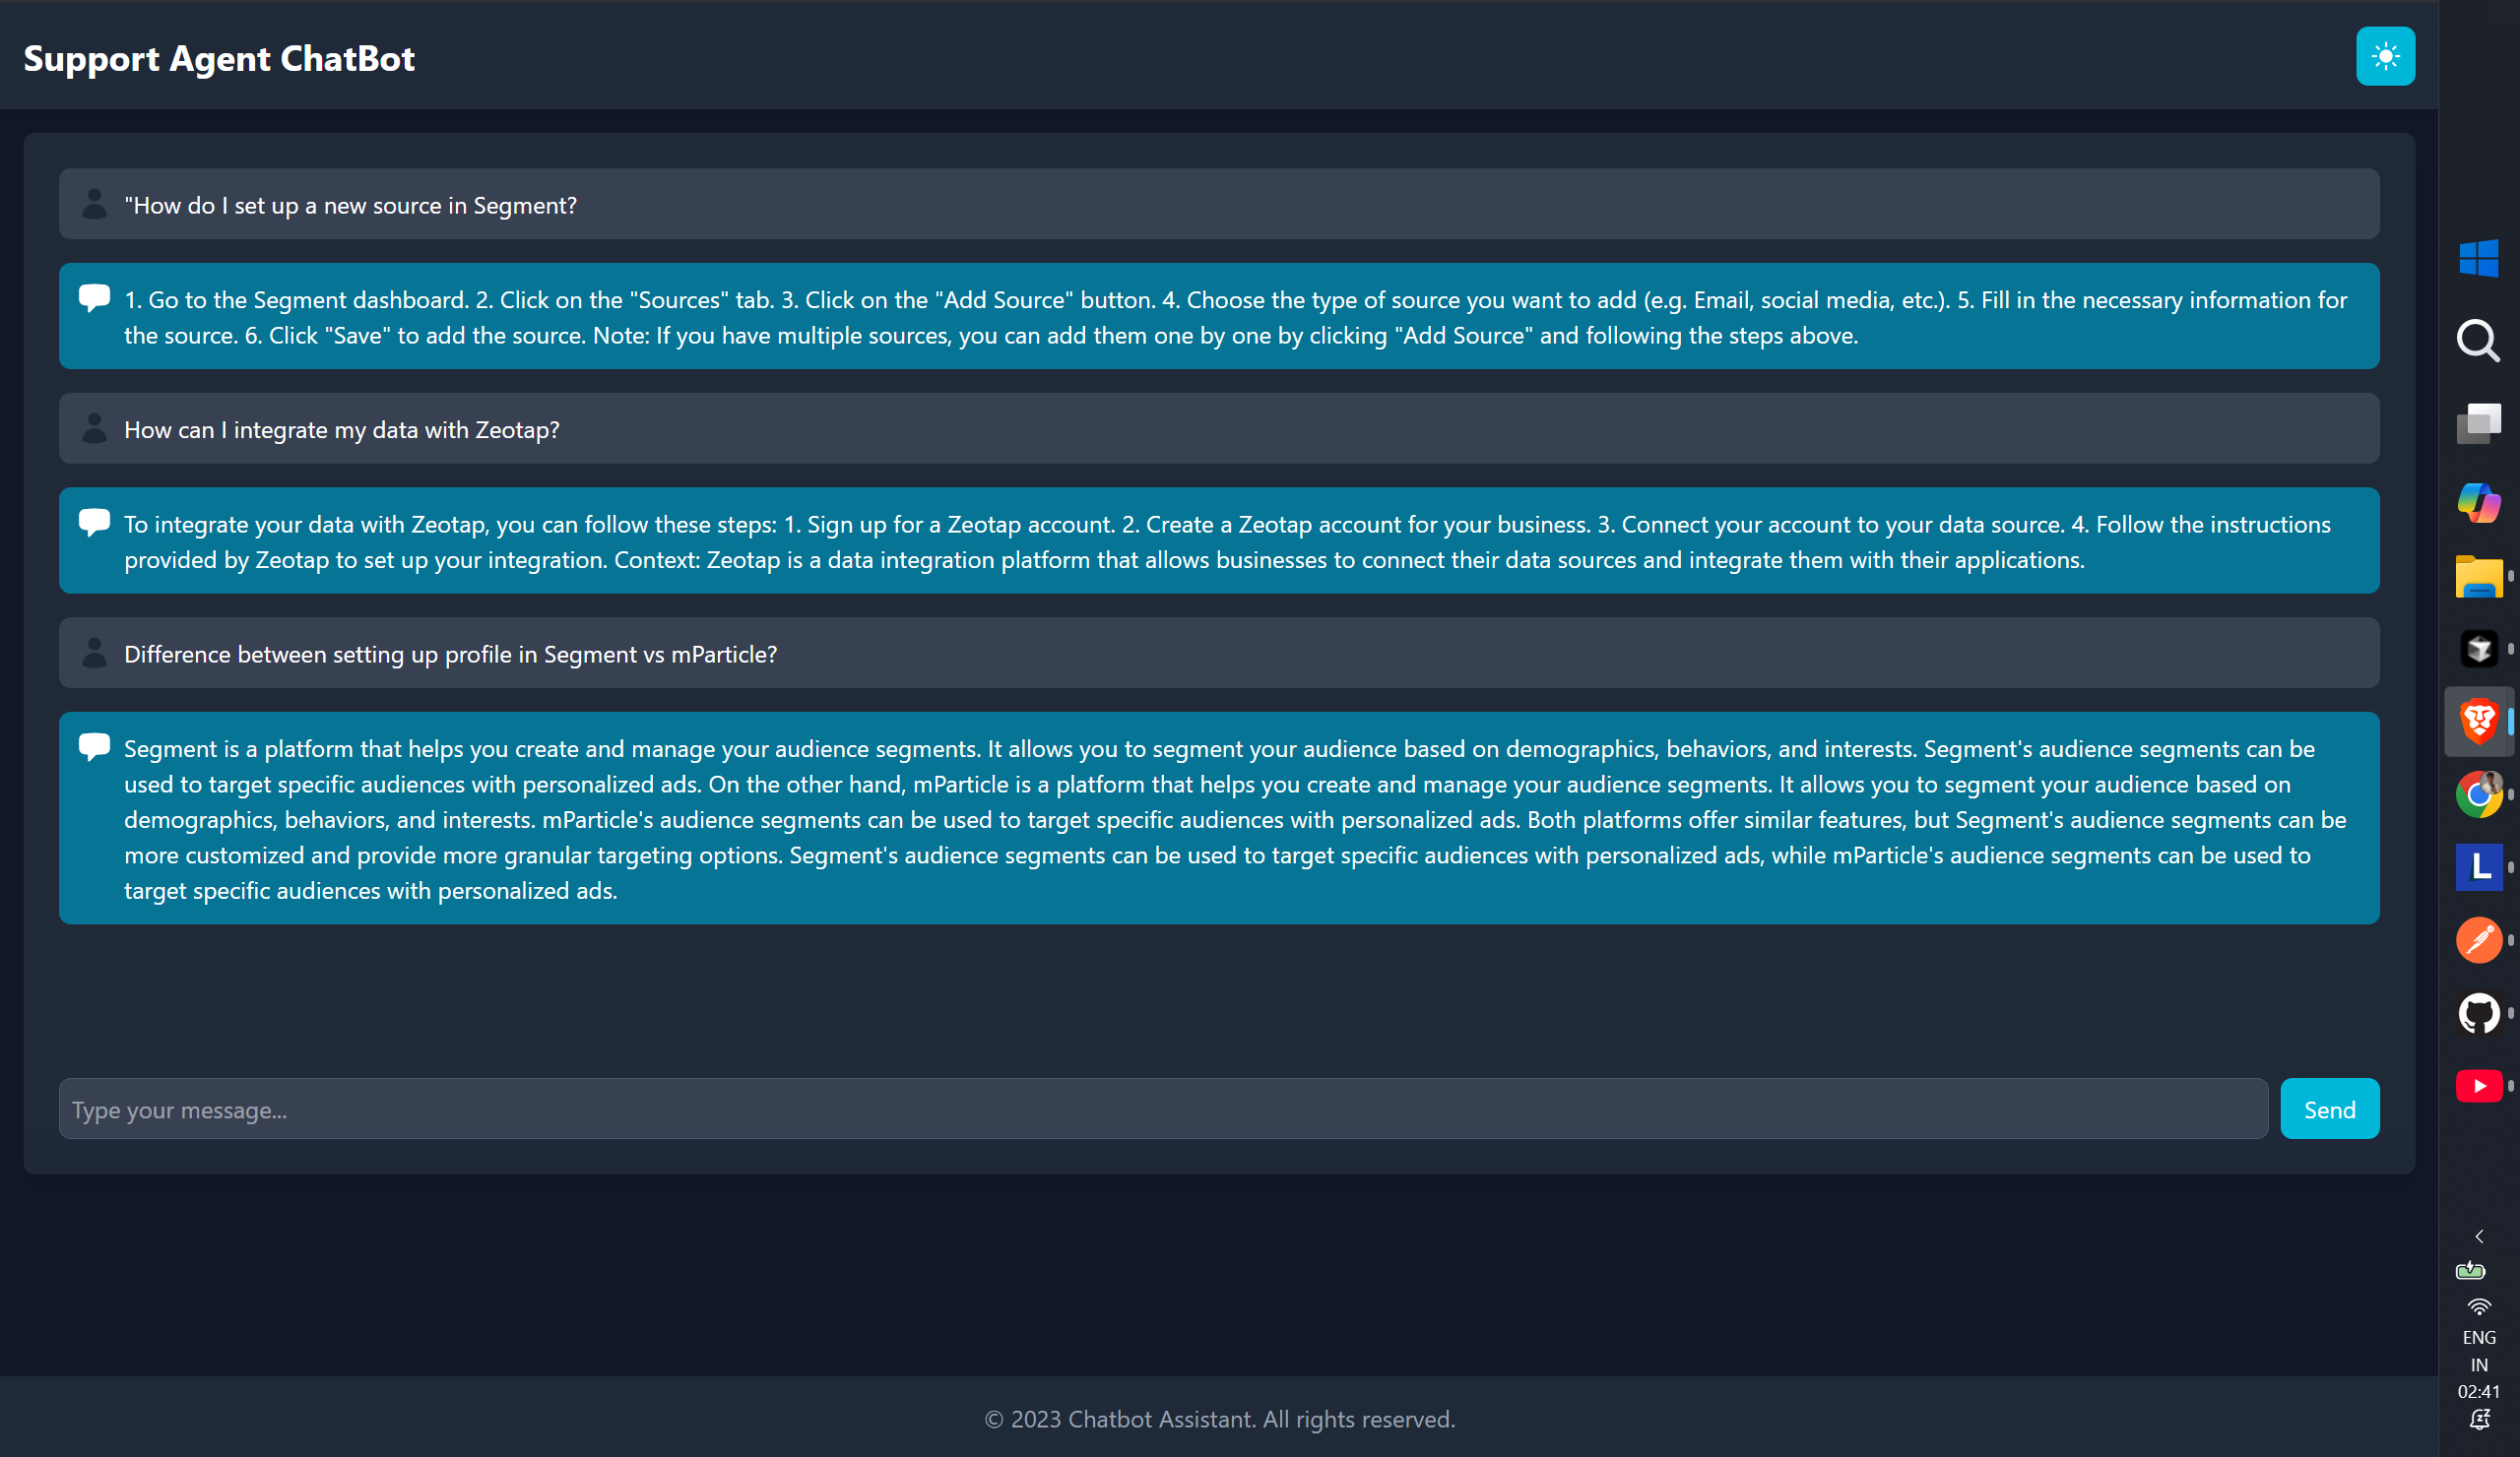 Support Agent ChatBot
"How do I set up a new source in Segment?
1. Go to the Segment dashboard. 2. Click on the "Sources" tab. 3. Click on the "Add Source" button. 4. Choose the type of source you want to add (e.g. Email, social media, etc.). 5. Fill in the necessary information for
the source. 6. Click "Save" to add the source. Note: If you have multiple sources, you can add them one by one by clicking "Add Source" and following the steps above.
How can I integrate my data with Zeotap?
To integrate your data with Zeotap, you can follow these steps: 1. Sign up for a Zeotap account. 2. Create a Zeotap account for your business. 3. Connect your account to your data source. 4. Follow the instructions
provided by Zeotap to set up your integration. Context: Zeotap is a data integration platform that allows businesses to connect their data sources and integrate them with their applications.
Difference between setting up profile in Segment vs mParticle?
Segment is a platform that helps you create and manage your audience segments. It allows you to segment your audience based on demographics, behaviors, and interests. Segment's audience segments can be
used to target specific audiences with personalized ads. On the other hand, mParticle is a platform that helps you create and manage your audience segments. It allows you to segment your audience based on
demographics, behaviors, and interests. mParticle's audience segments can be used to target specific audiences with personalized ads. Both platforms offer similar features, but Segment's audience segments can be
more customized and provide more granular targeting options. Segment's audience segments can be used to target specific audiences with personalized ads, while mParticle's audience segments can be used to
target specific audiences with personalized ads.
Type your message...
Send
© 2023 Chatbot Assistant. All rights reserved.
L
ENG
IN
02:41